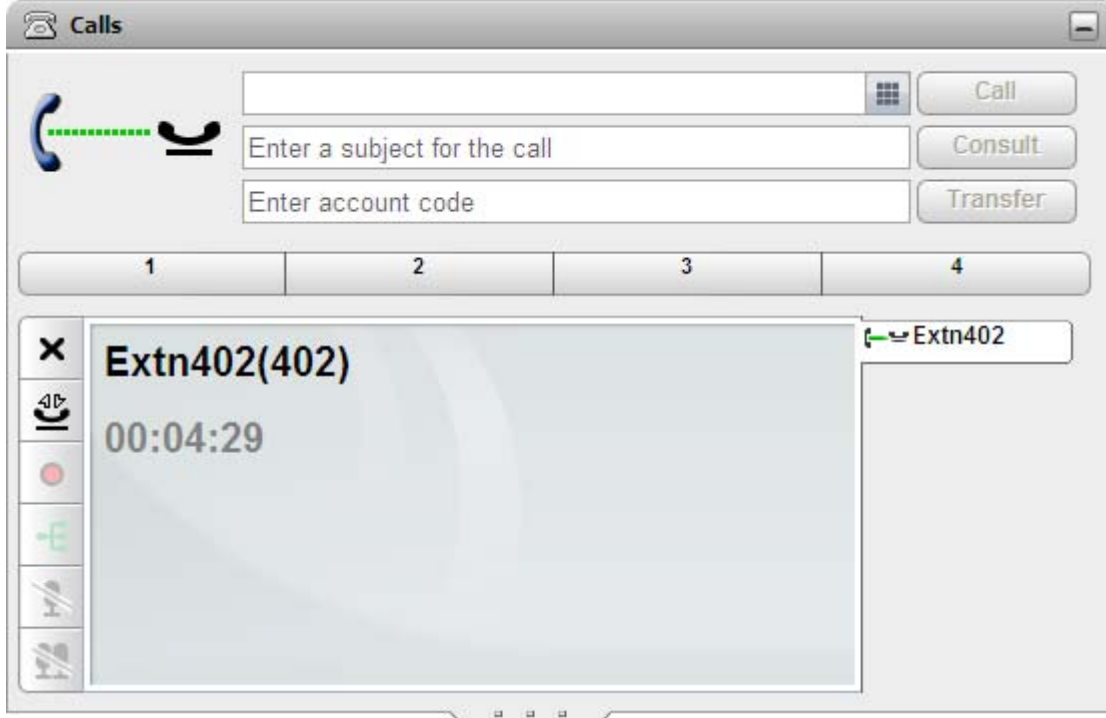 Calls
Call
Enter a subject for the call
Consult
Enter account code
Transfer
1 2 3 4
Extn402(402)
Extn402
00:04:29